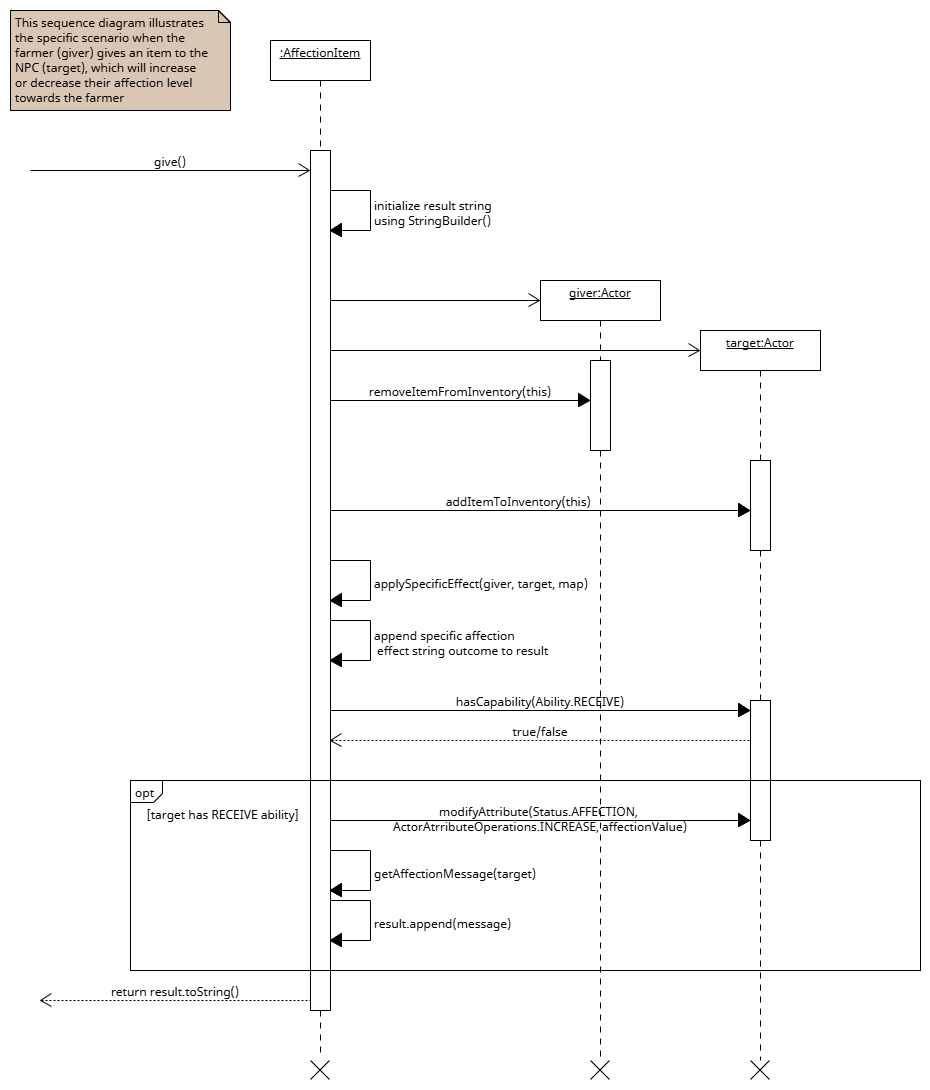 This sequence diagram illustrates
the specific scenario when the
farmer (giver) gives an item to the
NPC (target), which will increase
or decrease their affection level
towards the farmer
:AffectionItem
give()
initialize result string
using StringBuilder()
giver:Actor
target:Actor
removeItemFromInventory(this)
addItemToInventory(this)
applySpecificEffect(giver, target, map)
append specific affection
effect string outcome to result
hasCapability(Ability.RECEIVE)
true/false
opt
[target has RECEIVE ability]
modifyAttribute(Status.AFFECTION,
ActorAtrributeOperations.INCREASE, affectionValue)
getAffectionMessage(target)
result.append(message)
return result.toString()